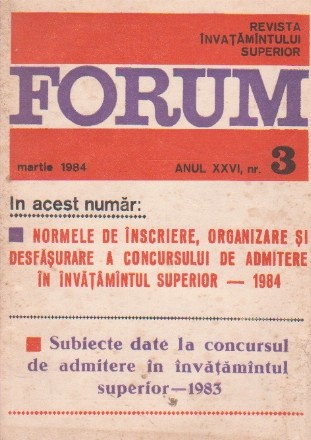 REVISTA
ÎNVĂȚĂMÎNTULUI
SUPERIOR
FORUM
martie 1984 ANUL XXVI, nr. 3
In acest număr:
NORMELE DE ÎNSCRIERE, ORGANIZARE ȘI
DESFĂȘURARE A CONCURSULUI DE ADMITERE
ÎN ÎNVĂȚĂMÎNTUL SUPERIOR — 1984
Subiecte date la concursul
de admitere în învățămîntul
superior—1983